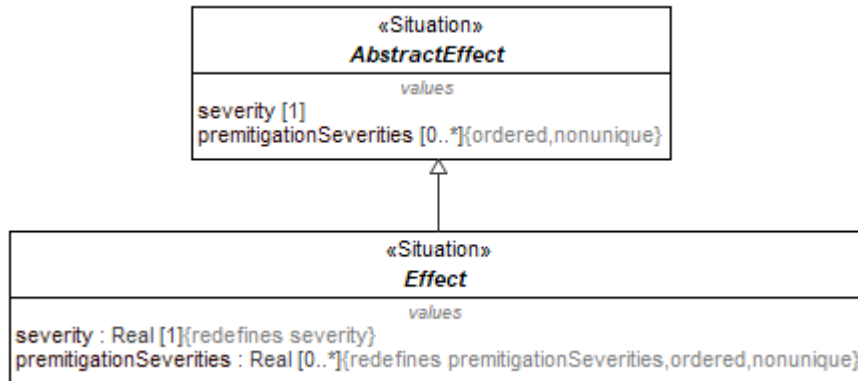 «Situation»
AbstractEffect
values
severity [1]
premitigationSeverities [0..*]{ordered,nonunique}
«Situation»
Effect
values
severity : Real [1]{redefines severity}
premitigationSeverities : Real [0..*]{redefines premitigationSeverities,ordered,nonunique}